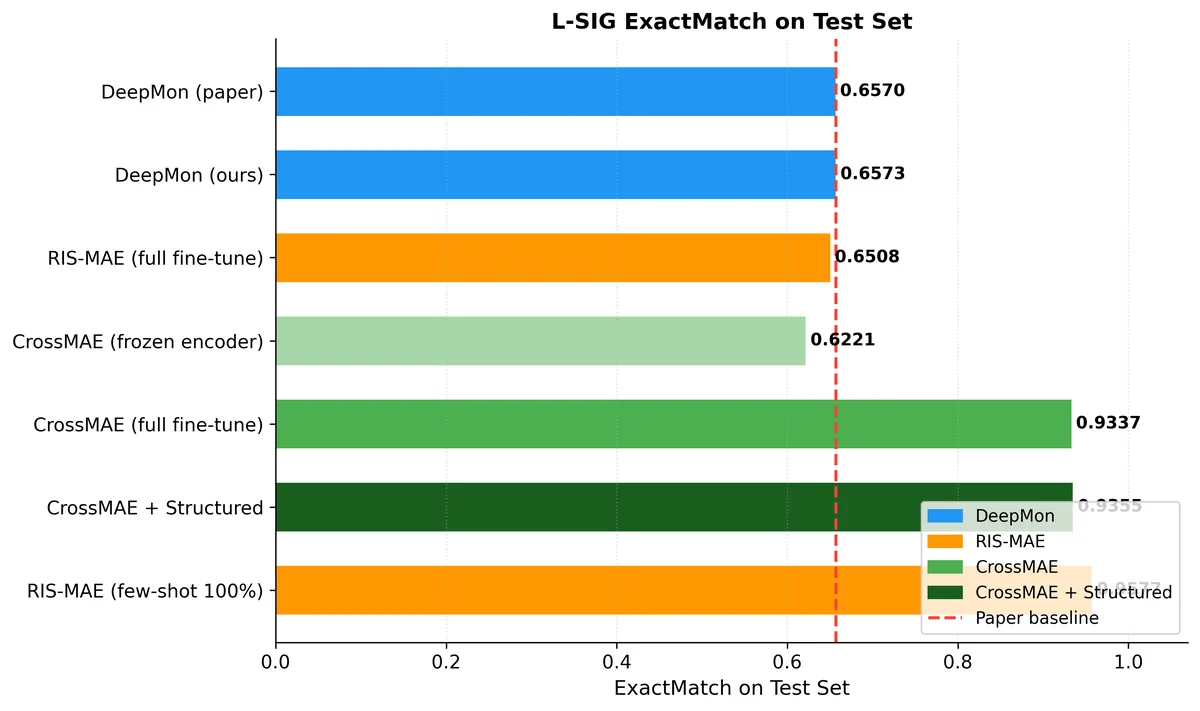 L-SIG ExactMatch on Test Set
DeepMon (paper)
0.6570
DeepMon (ours)
0.6573
RIS-MAE (full fine-tune)
0.6508
CrossMAE (frozen encoder)
0.6221
CrossMAE (full fine-tune)
0.9337
CrossMAE + Structured
0.9355
RIS-MAE (few-shot 100%)
0.9577
DeepMon
RIS-MAE
CrossMAE
CrossMAE + Structured
Paper baseline
0.0 0.2 0.4 0.6 0.8 1.0
ExactMatch on Test Set